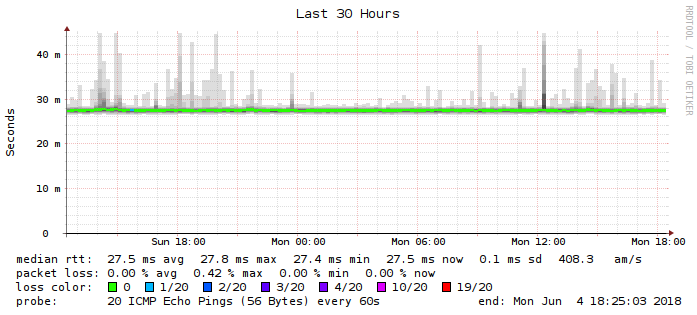 Last 30 Hours
RRDTOOL / TOBI OETIKER
Seconds
40 m
30 m
20 m
10 m
0
Sun 18:00 Mon 00:00 Mon 06:00 Mon 12:00 Mon 18:00
median rtt: 27.5 ms avg 27.8 ms max 27.4 ms min 27.5 ms now 0.1 ms sd 408.3 am/s
packet loss: 0.00 % avg 0.42 % max 0.00 % min 0.00 % now
loss color: 0 1/20 2/20 3/20 4/20 10/20 19/20
probe: 20 ICMP Echo Pings (56 Bytes) every 60s end: Mon Jun 4 18:25:03 2018